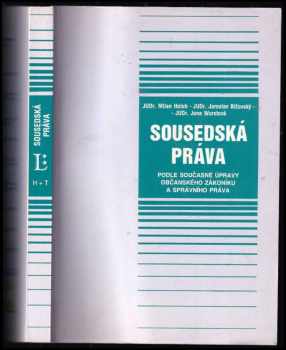 SOUSEDSKÁ
PRÁVA
H + T
JUDr. Milan Holub - JUDr. Jaroslav Bičovský -
- JUDr. Jana Wurstová
SOUSEDSKÁ
PRÁVA
PODLE SOUČASNÉ ÚPRAVY
OBČANSKÉHO ZÁKONÍKU
A SPRÁVNÍHO PRÁVA